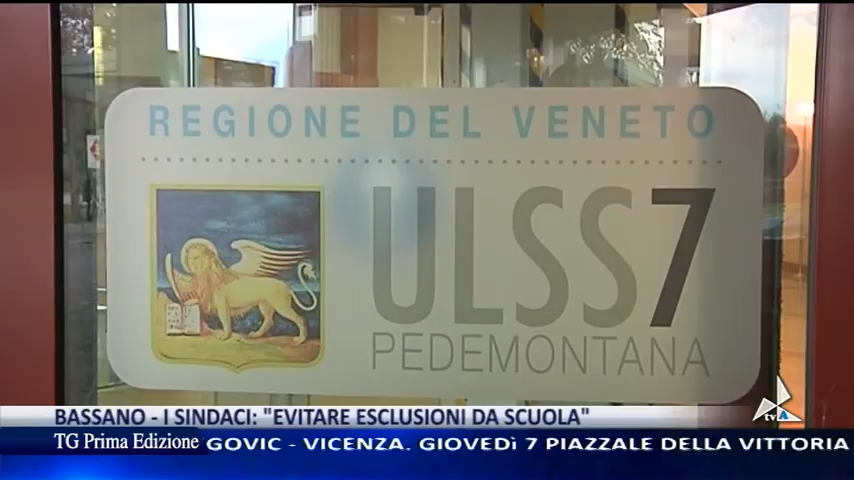 REGIONE DEL VENETO
ULSS7
PEDEMONTANA
BASSANO - I SINDACI: "EVITARE ESCLUSIONI DA SCUOLA"
tvA
TG Prima Edizione
GOVIC - VICENZA. GIOVEDì 7 PIAZZALE DELLA VITTORIA